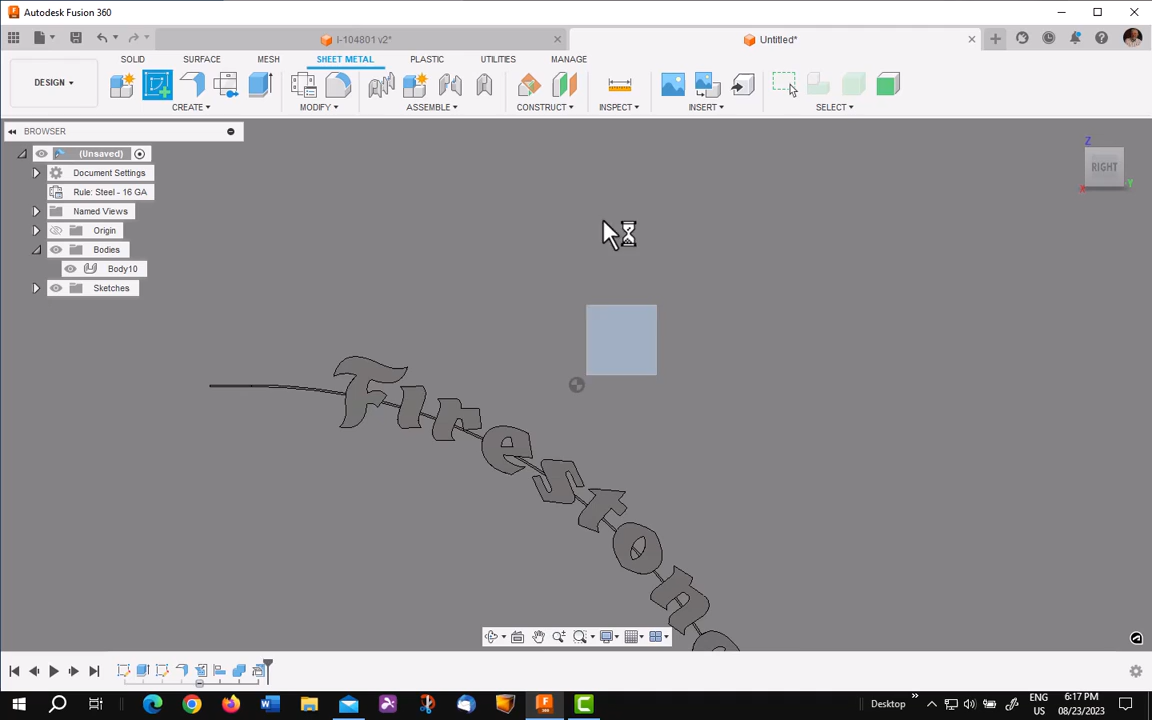 Autodesk Fusion 360
I-104801 v2*
Untitled*
DESIGN
SOLID SURFACE MESH SHEET METAL PLASTIC UTILITIES MANAGE
CREATE MODIFY ASSEMBLE CONSTRUCT INSPECT INSERT SELECT
BROWSER
(Unsaved)
Document Settings
Rule: Steel - 16 GA
Named Views
Origin
Bodies
Body10
Sketches
Z
RIGHT
X
Y
Firestone
Desktop
ENG
US
6:17 PM
08/23/2023